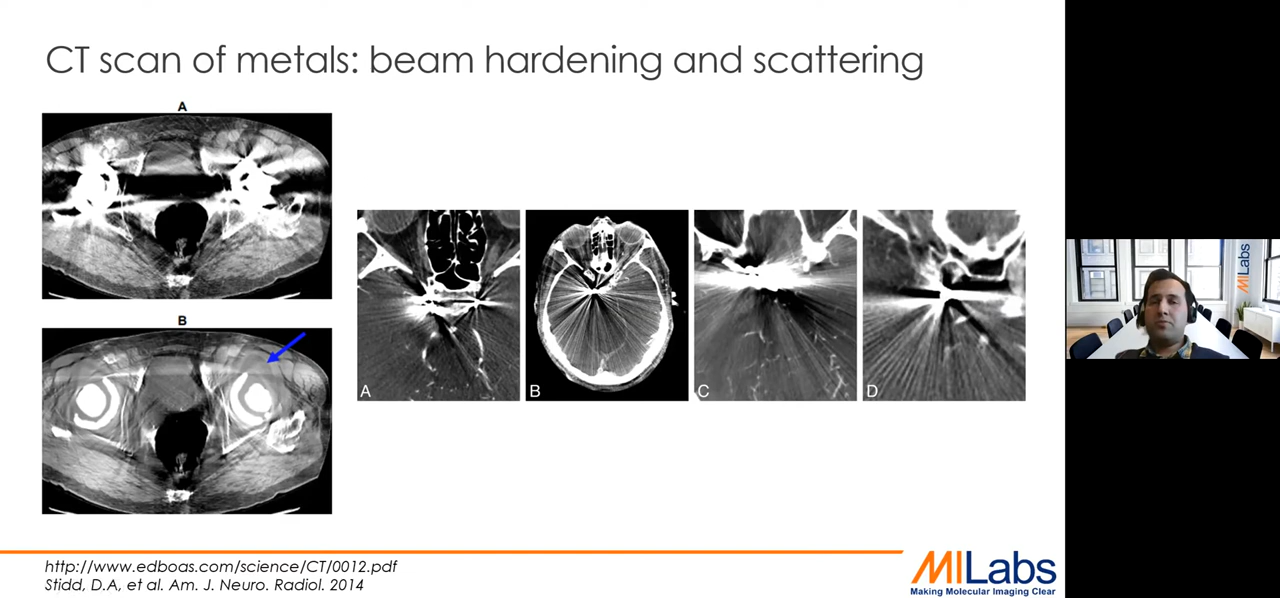 CT scan of metals: beam hardening and scattering
A
B
A
B
C
D
http://www.edboas.com/science/CT/0012.pdf
Stidd, D.A, et al. Am. J. Neuro. Radiol. 2014
MILabs
Making Molecular Imaging Clear
MILabs